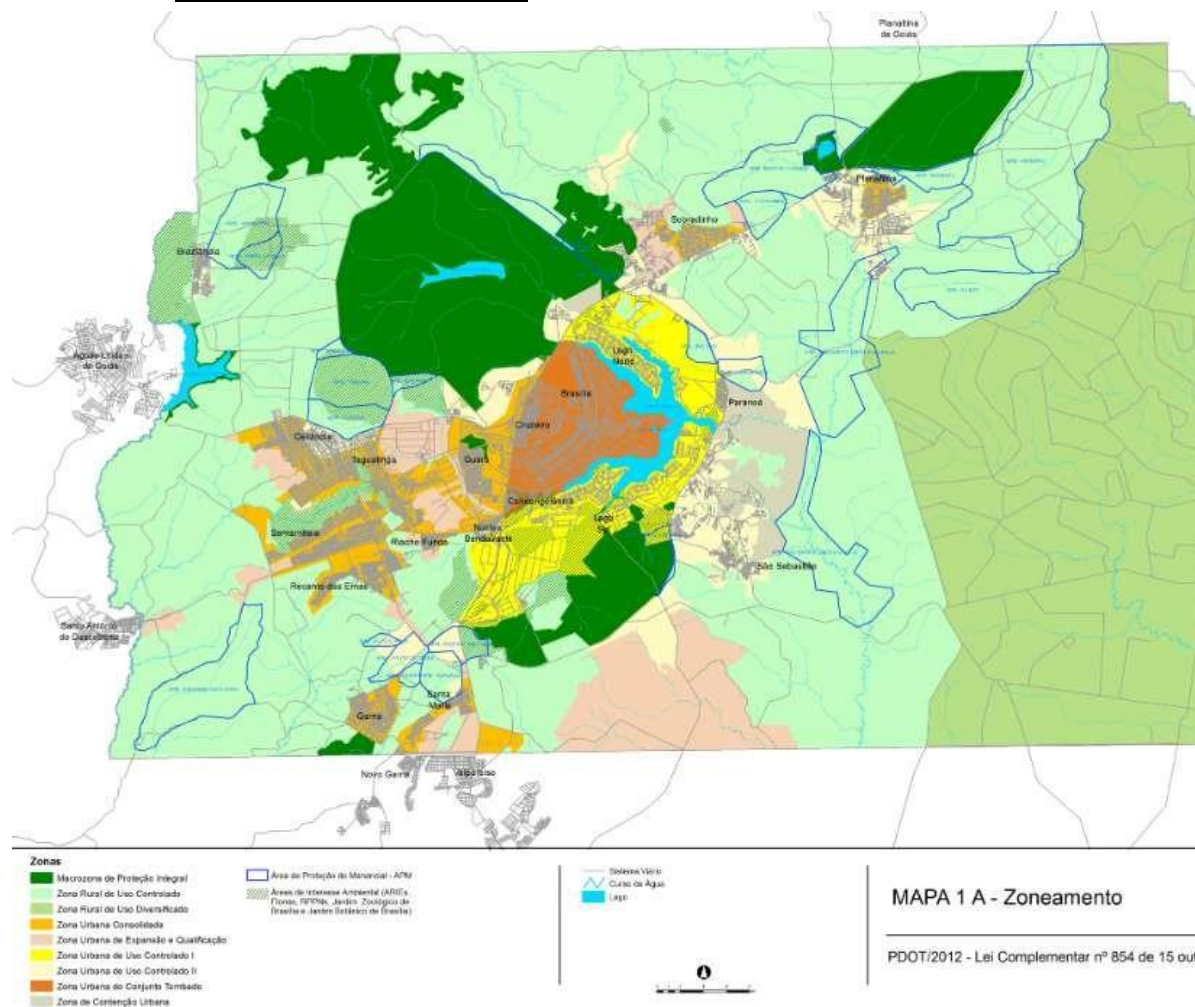 Planaltina
de Goiás
Planaltina
Sobradinho
Brazlândia
Águas Lindas
de Goiás
Lago
Norte
Brasília
Paranoá
Cruzeiro
Ceilândia
Taguatinga
Guará
Candangolândia
Lago
Sul
Núcleo
Bandeirante
Samambaia
Riacho Fundo
São Sebastião
Recanto das Emas
Santo Antônio
do Descoberto
Santa
Maria
Gama
Novo Gama
Valparaíso
Zonas
Macrozona de Proteção Integral
Zona Rural de Uso Controlado
Zona Rural de Uso Diversificado
Zona Urbana Consolidada
Zona Urbana de Expansão e Qualificação
Zona Urbana de Uso Controlado I
Zona Urbana de Uso Controlado II
Zona Urbana do Conjunto Tombado
Zona de Contenção Urbana
Área de Proteção do Manancial - APM
Áreas de Interesse Ambiental (ARIEs,
Flonas, RPPNs, Jardim Zoológico de
Brasília e Jardim Botânico de Brasília)
Sistema Viário
Curso da Água
Lago
MAPA 1 A - Zoneamento
PDOT/2012 - Lei Complementar nº 854 de 15 out